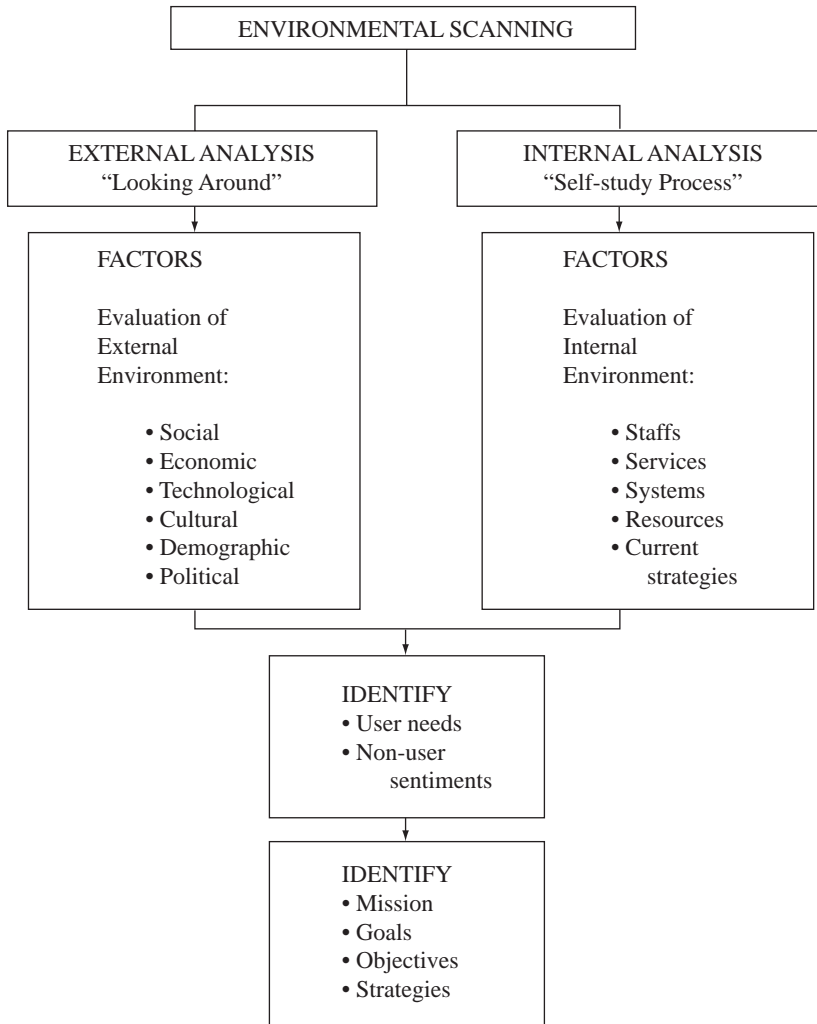 ENVIRONMENTAL SCANNING
EXTERNAL ANALYSIS
“Looking Around”
FACTORS
Evaluation of
External
Environment:
• Social
• Economic
• Technological
• Cultural
• Demographic
• Political
INTERNAL ANALYSIS
“Self-study Process”
FACTORS
Evaluation of
Internal
Environment:
• Staffs
• Services
• Systems
• Resources
• Current
strategies
IDENTIFY
• User needs
• Non-user
sentiments
IDENTIFY
• Mission
• Goals
• Objectives
• Strategies